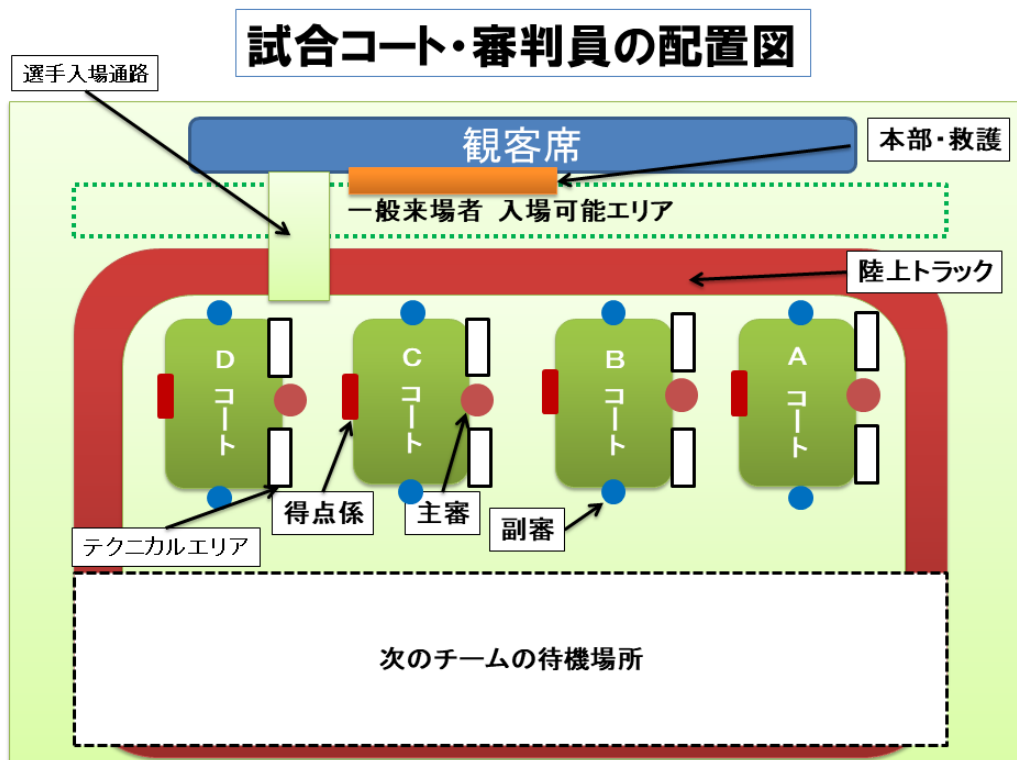 試合コート・審判員の配置図
選手入場通路
観客席
本部・救護
一般来場者 入場可能エリア
陸上トラック
Dコート
Cコート
Bコート
Aコート
得点係
主審
副審
テクニカルエリア
次のチームの待機場所